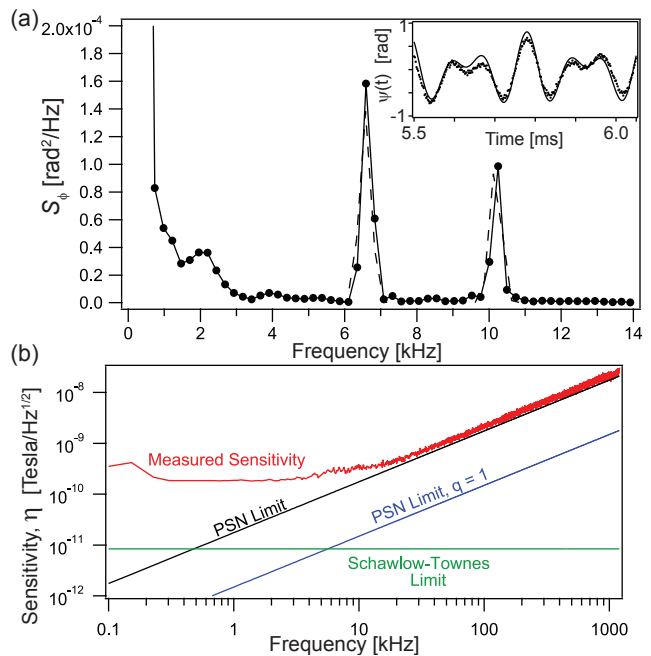 (a)
2.0x10⁻⁴
1.6
1.4
1.2
1.0
0.8
0.6
0.4
0.2
0.0
S_ϕ [rad²/Hz]
0 2 4 6 8 10 12 14
Frequency [kHz]
1
-1
ψ(t) [rad]
5.5 6.0
Time [ms]
(b)
10⁻⁸
10⁻⁹
10⁻¹⁰
10⁻¹¹
10⁻¹²
Sensitivity, η [Tesla/Hz^1/2]
Measured Sensitivity
PSN Limit
PSN Limit, q = 1
Schawlow-Townes
Limit
0.1 1 10 100 1000
Frequency [kHz]